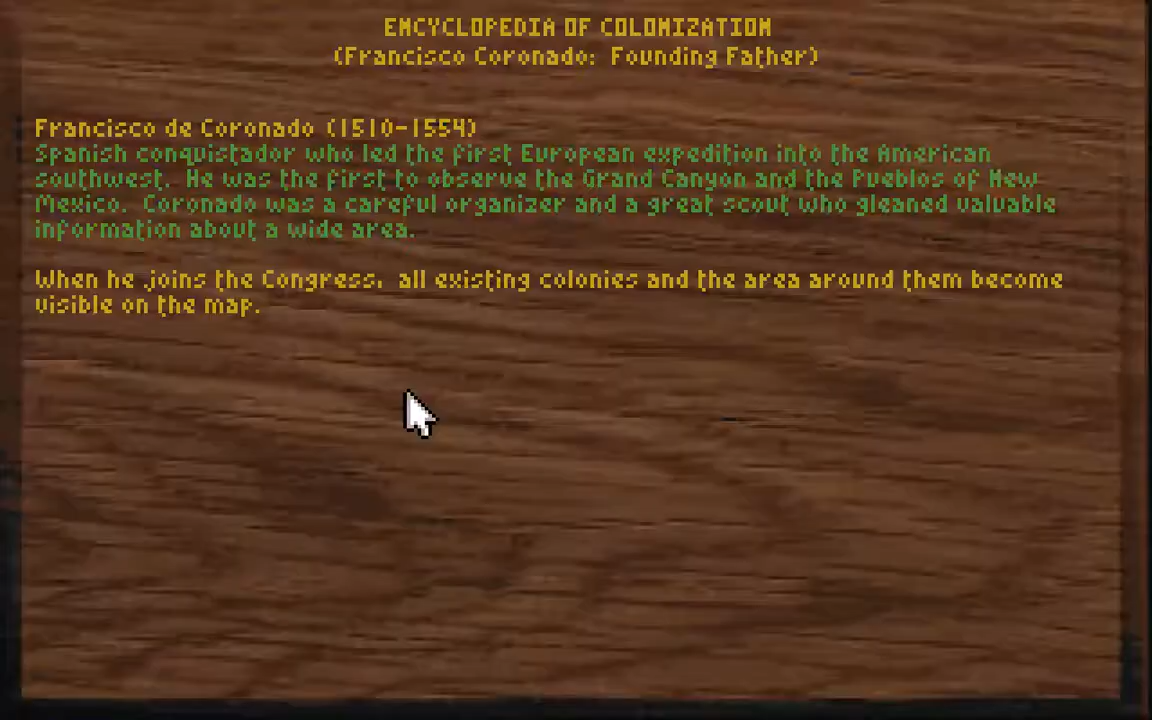 ENCYCLOPEDIA OF COLONIZATION
(Francisco Coronado: Founding Father)
Francisco de Coronado (1510-1554)
Spanish conquistador who led the first European expedition into the American
southwest. He was the first to observe the Grand Canyon and the Pueblos of New
Mexico. Coronado was a careful organizer and a great scout who gleaned valuable
information about a wide area.
When he joins the Congress, all existing colonies and the area around them become
visible on the map.